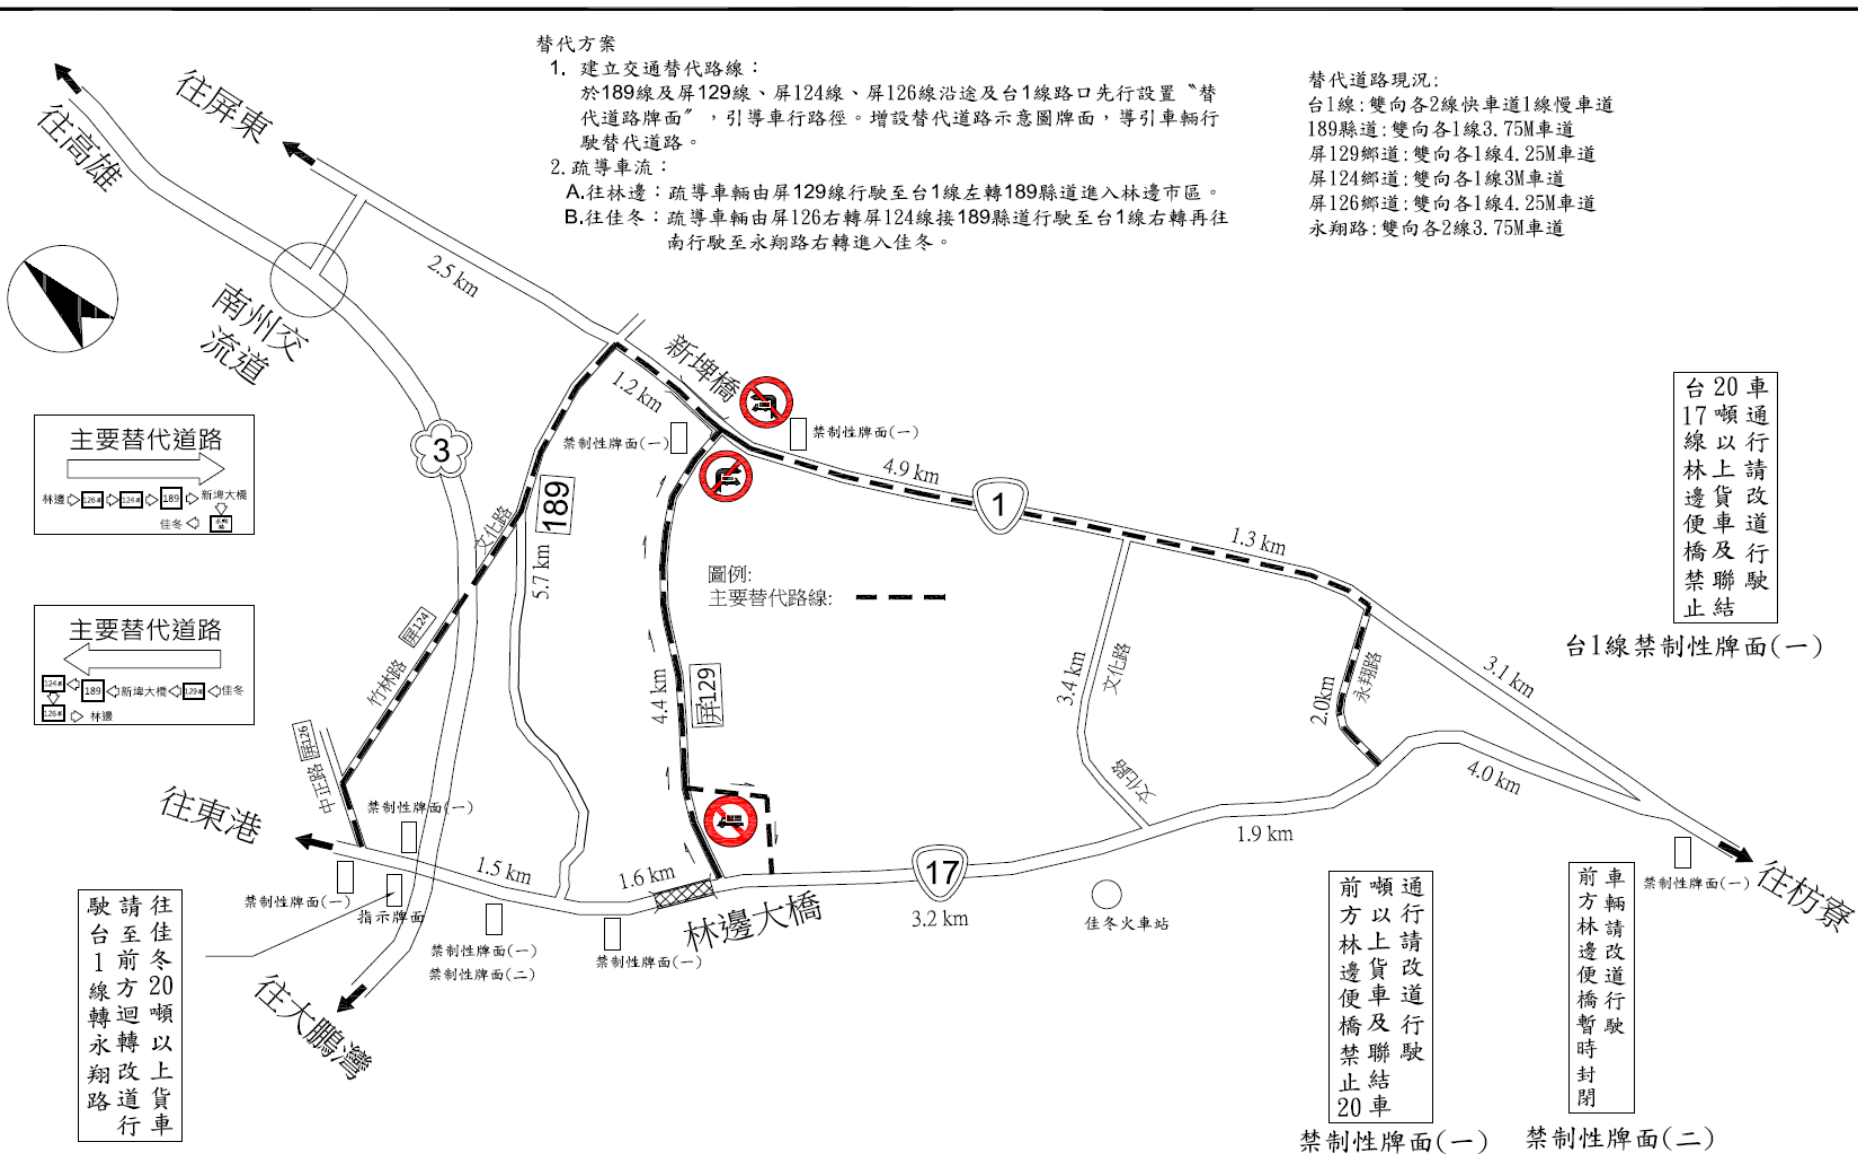 替代方案
1. 建立交通替代路線：
於189線及屏129線、屏124線、屏126線沿途及台1線路口先行設置〝替
代道路牌面〞，引導車行路徑。增設替代道路示意圖牌面，導引車輛行
駛替代道路。
2. 疏導車流：
A.往林邊：疏導車輛由屏129線行駛至台1線左轉189縣道進入林邊市區。
B.往佳冬：疏導車輛由屏126右轉屏124線接189縣道行駛至台1線右轉再往
南行駛至永翔路右轉進入佳冬。
替代道路現況:
台1線:雙向各2線快車道1線慢車道
189縣道:雙向各1線3.75M車道
屏129鄉道:雙向各1線4.25M車道
屏124鄉道:雙向各1線3M車道
屏126鄉道:雙向各1線4.25M車道
永翔路:雙向各2線3.75M車道
往屏東
往高雄
南州交
流道
2.5 km
新埤橋
1.2 km
禁制性牌面(一)
禁制性牌面(一)
4.9 km
1
1.3 km
3.1 km
3
189
文化路
5.7 km
主要替代道路
林邊 126線 124線 189 新埤大橋
佳冬 永翔路
主要替代道路
124線 189 新埤大橋 129線 佳冬
126線 林邊
圖例:
主要替代路線:
屏124
竹林路
屏126
中正路
4.4 km
屏129
3.4 km
文化路
文化路
2.0km
永翔路
4.0 km
往東港
禁制性牌面(一)
禁制性牌面(一)
指示牌面
1.5 km
1.6 km
禁制性牌面(一)
禁制性牌面(二)
禁制性牌面(一)
林邊大橋
17
3.2 km
1.9 km
佳冬火車站
禁制性牌面(一)
往枋寮
往大鵬灣
往佳冬20噸以上貨車
請至前方迴轉改道行
駛台1線轉永翔路
車通行請改道行駛
20噸以上貨車及聯結
台17線林邊便橋禁止
台1線禁制性牌面(一)
通行請改道行駛
噸以上貨車及聯結車
前方林邊便橋禁止20
禁制性牌面(一)
車輛請改道行駛
前方林邊便橋暫時封閉
禁制性牌面(二)